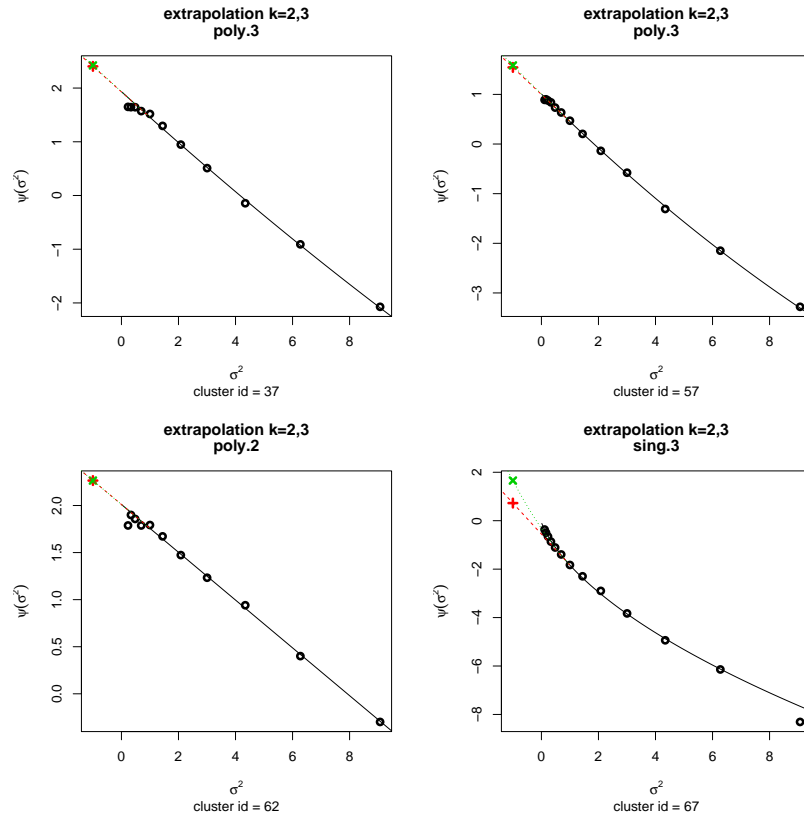 extrapolation k=2,3
poly.3
2
1
0
−1
−2
ψ(σ²)
0 2 4 6 8
σ²
cluster id = 37
extrapolation k=2,3
poly.3
1
0
−1
−2
−3
ψ(σ²)
0 2 4 6 8
σ²
cluster id = 57
extrapolation k=2,3
poly.2
2.0
1.5
1.0
0.5
0.0
ψ(σ²)
0 2 4 6 8
σ²
cluster id = 62
extrapolation k=2,3
sing.3
2
0
−2
−4
−6
−8
ψ(σ²)
0 2 4 6 8
σ²
cluster id = 67